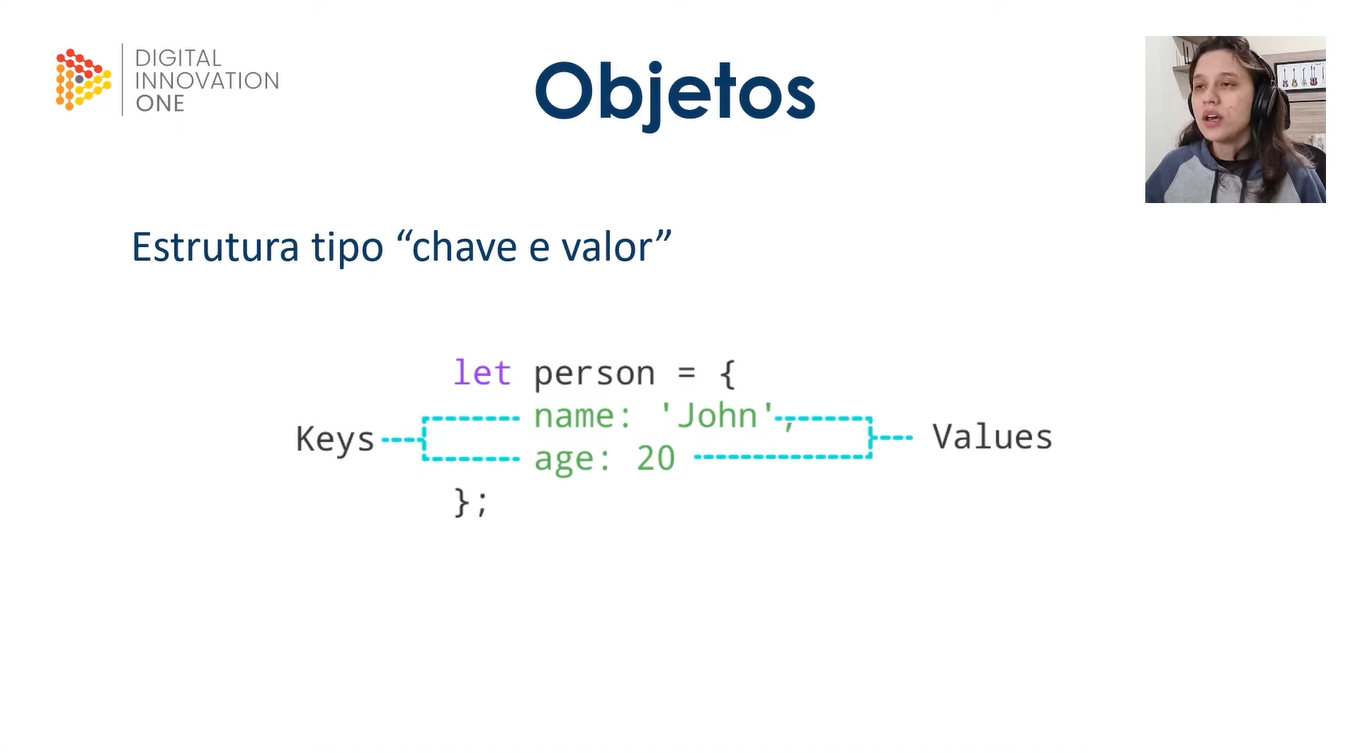 DIGITAL
INNOVATION
ONE
Objetos
Estrutura tipo “chave e valor”
let person = {
Keys
name: 'John',
age: 20
Values
};